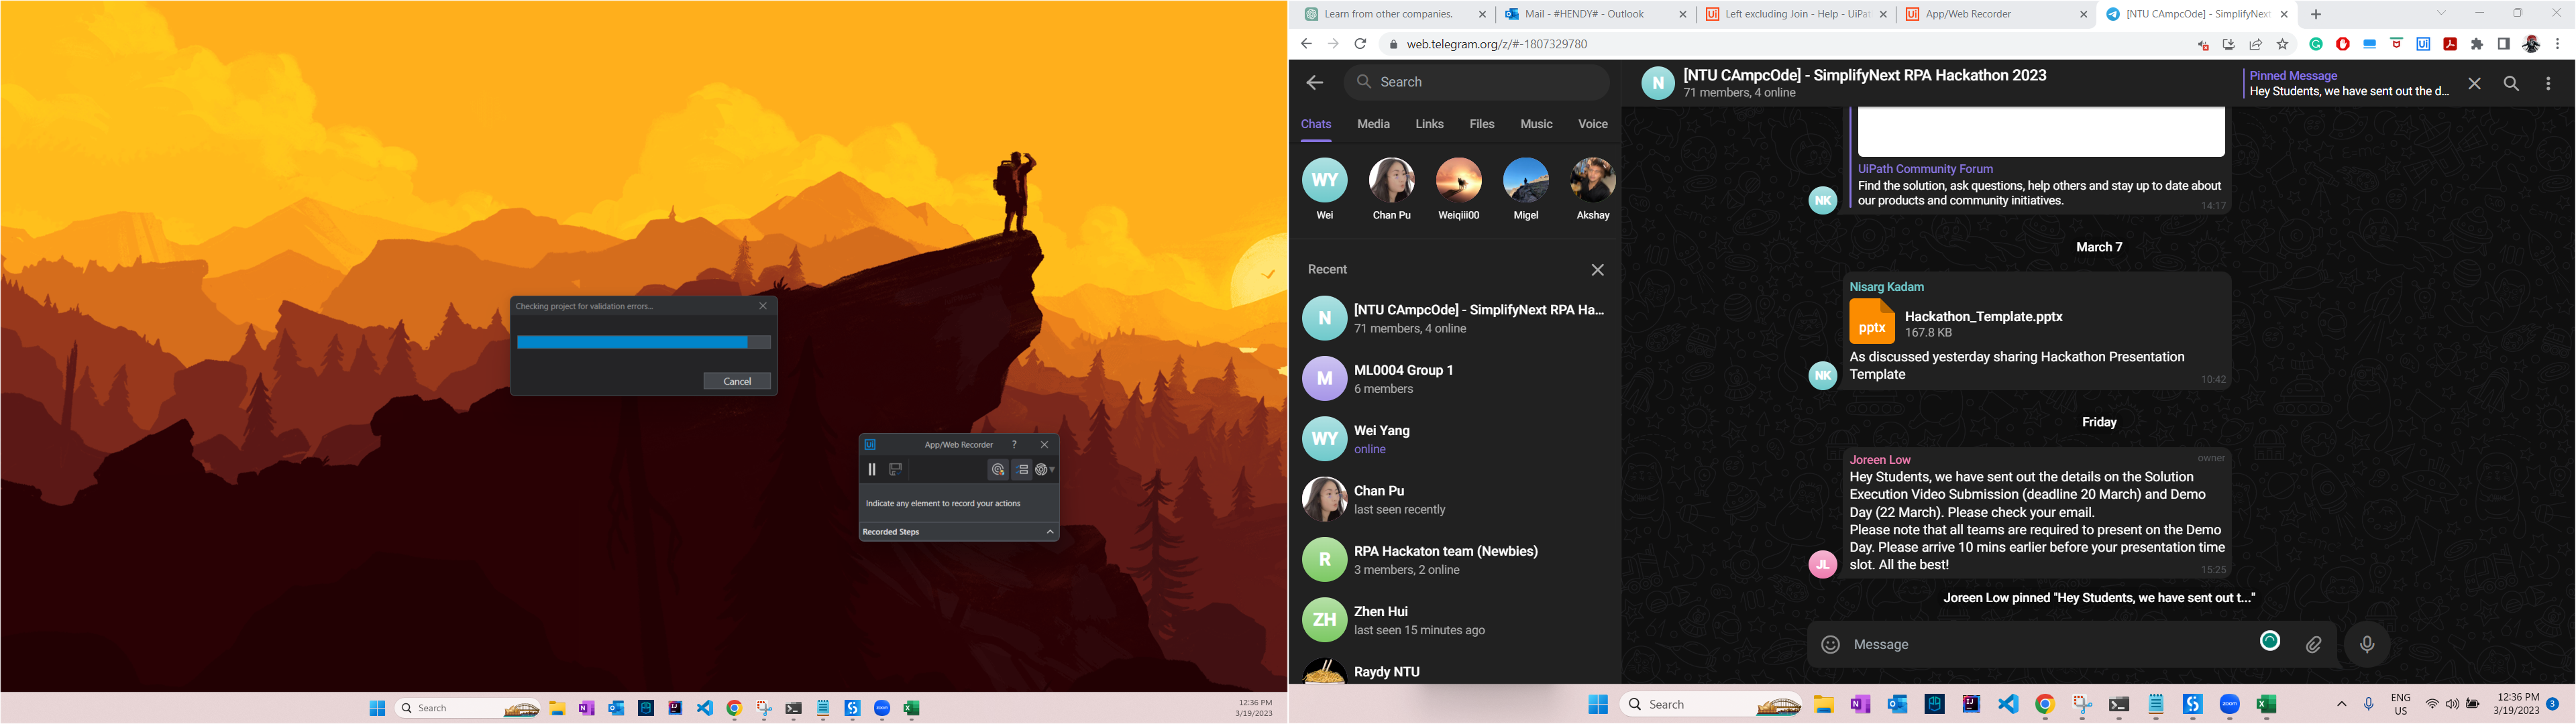 Checking project for validation errors...
Cancel
App/Web Recorder
?
Indicate any element to record your actions
Recorded Steps
Search
12:36 PM
3/19/2023
Learn from other companies.
Mail - #HENDY# - Outlook
Left excluding Join - Help - UiPat
App/Web Recorder
[NTU CAmpcOde] - SimplifyNext
web.telegram.org/z/#-1807329780
Search
Chats
Media
Links
Files
Music
Voice
WY
Wei
Chan Pu
Weiqiii00
Migel
Akshay
Recent
N
[NTU CAmpcOde] - SimplifyNext RPA Ha...
71 members, 4 online
M
ML0004 Group 1
6 members
WY
Wei Yang
online
Chan Pu
last seen recently
R
RPA Hackaton team (Newbies)
3 members, 2 online
ZH
Zhen Hui
last seen 15 minutes ago
Raydy NTU
N
[NTU CAmpcOde] - SimplifyNext RPA Hackathon 2023
71 members, 4 online
Pinned Message
Hey Students, we have sent out the d...
UiPath Community Forum
Find the solution, ask questions, help others and stay up to date about
our products and community initiatives.
14:17
NK
March 7
Nisarg Kadam
pptx
Hackathon_Template.pptx
167.8 KB
As discussed yesterday sharing Hackathon Presentation
Template
10:42
NK
Friday
Joreen Low
owner
Hey Students, we have sent out the details on the Solution
Execution Video Submission (deadline 20 March) and Demo
Day (22 March). Please check your email.
Please note that all teams are required to present on the Demo
Day. Please arrive 10 mins earlier before your presentation time
slot. All the best!
15:25
JL
Joreen Low pinned "Hey Students, we have sent out t..."
Message
Search
ENG
US
12:36 PM
3/19/2023
3